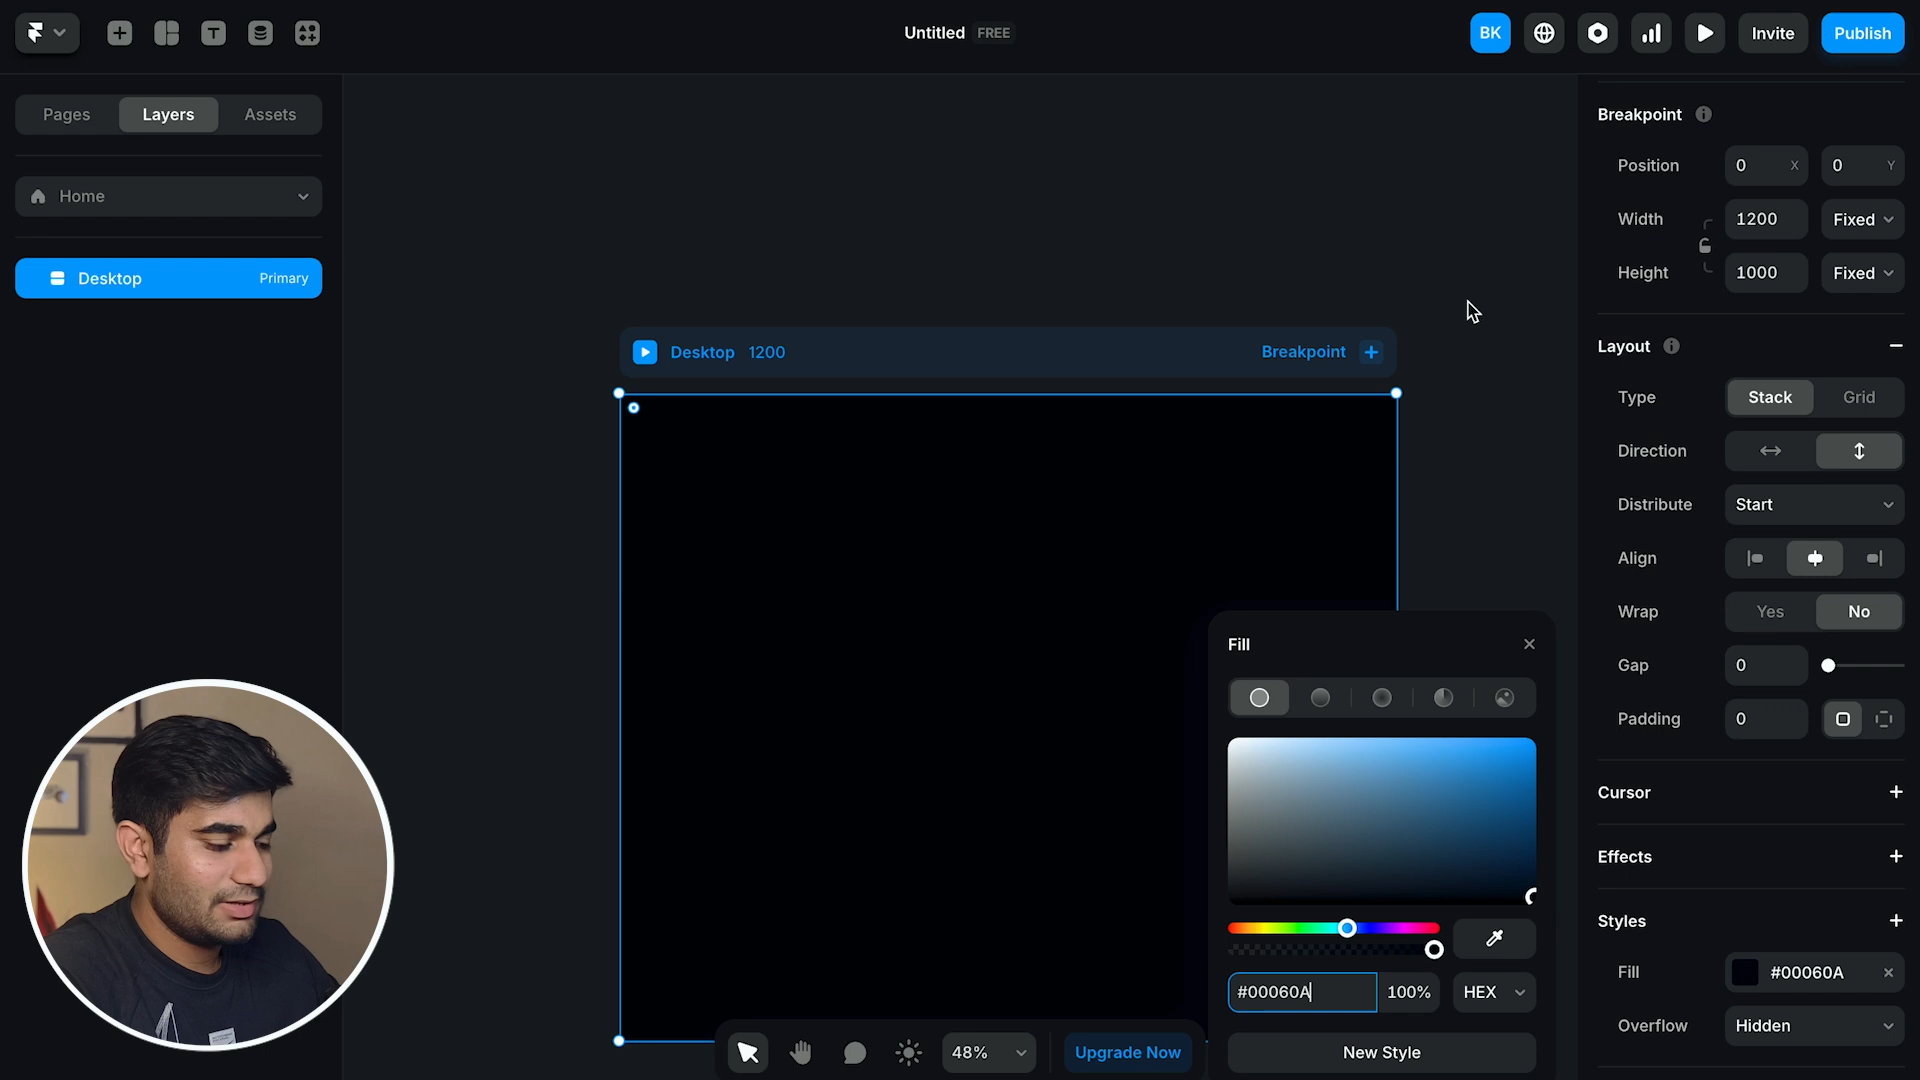 Untitled FREE
BK
Invite
Publish
Pages
Layers
Assets
Home
Desktop
Primary
Desktop 1200
Breakpoint
Breakpoint
Position
0 X
0 Y
Width
1200
Fixed
Height
1000
Fixed
Layout
Type
Stack
Grid
Direction
Distribute
Start
Align
Wrap
Yes
No
Gap
0
Padding
0
Cursor
Effects
Styles
Fill
#00060A
Overflow
Hidden
Fill
#00060A
100%
HEX
New Style
48%
Upgrade Now